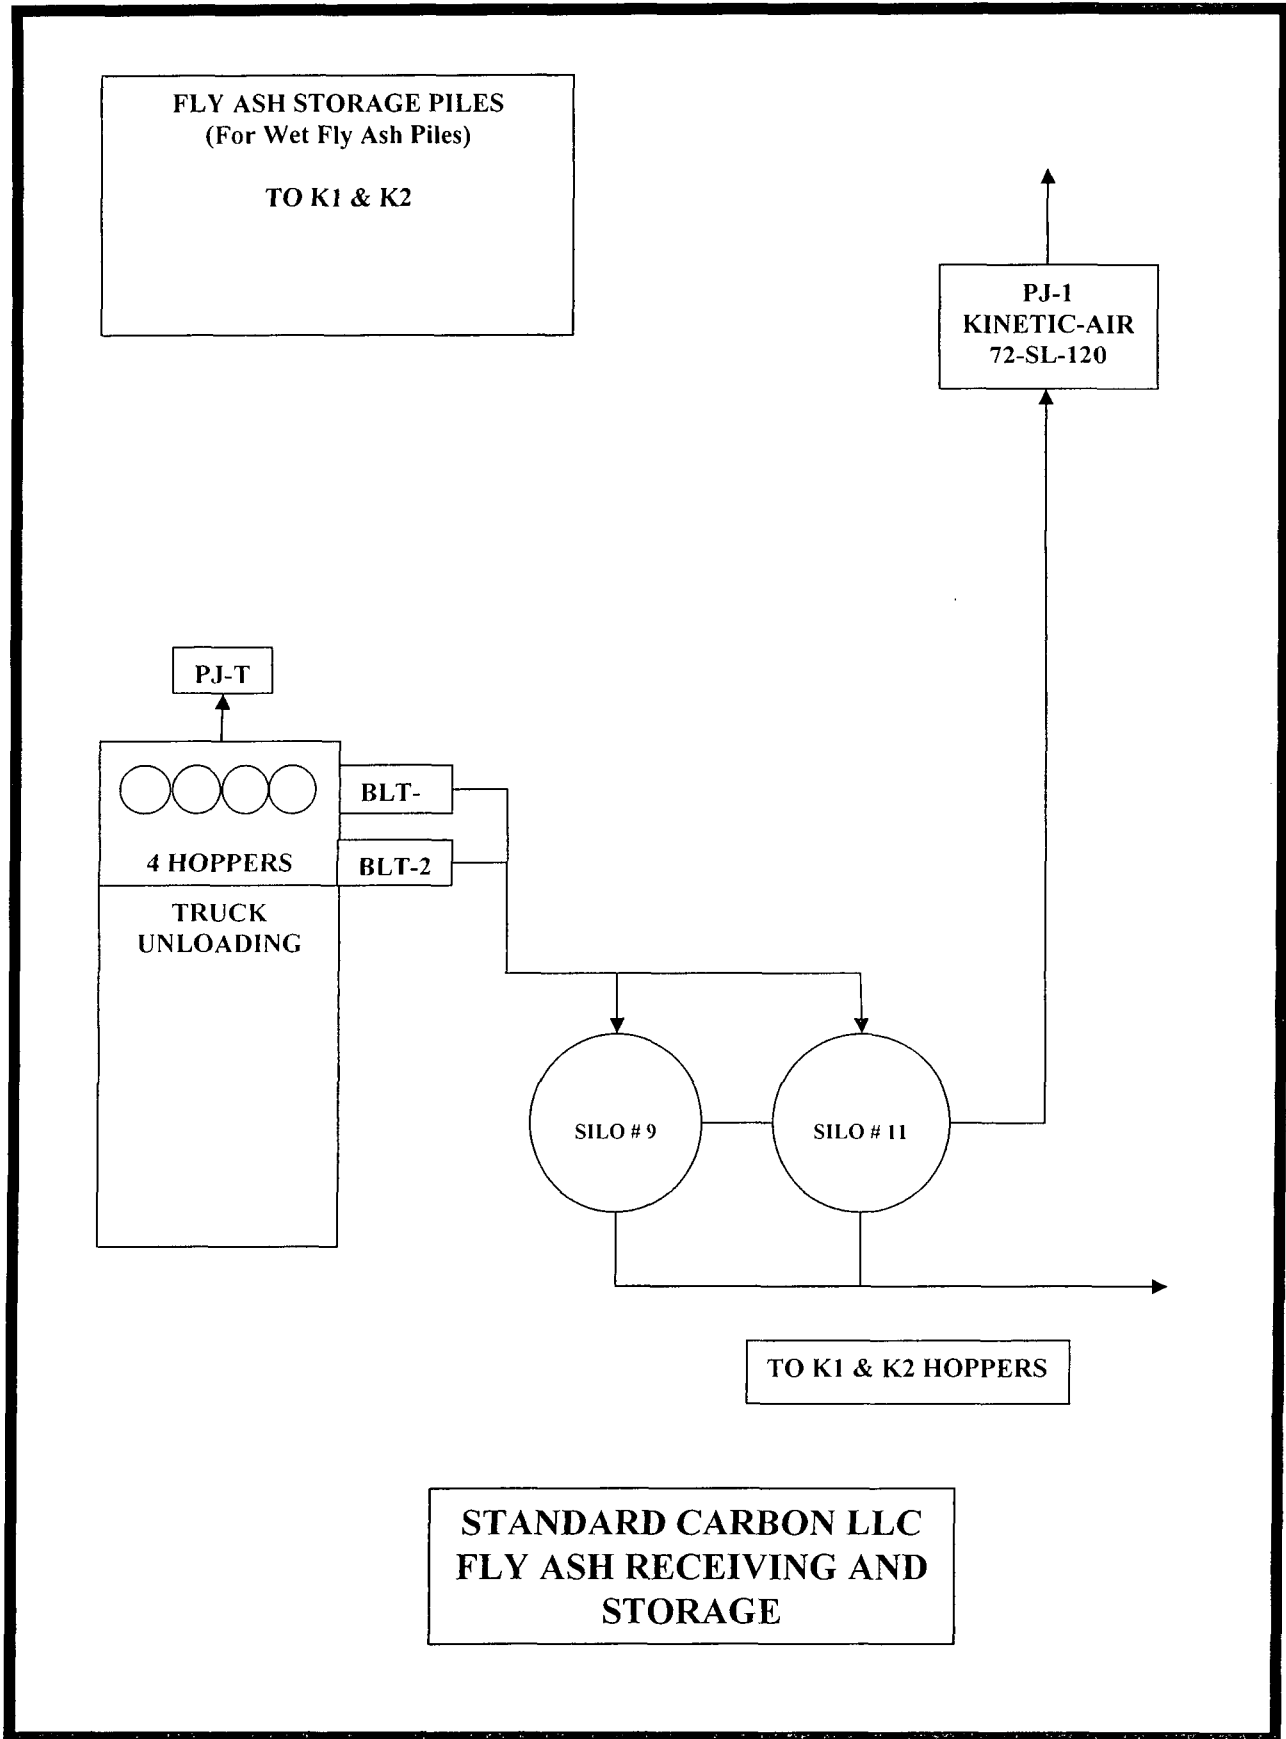 FLY ASH STORAGE PILES
(For Wet Fly Ash Piles)
TO K1 & K2
PJ-1
KINETIC-AIR
72-SL-120
PJ-T
BLT-
4 HOPPERS
BLT-2
TRUCK
UNLOADING
SILO # 9
SILO # 11
TO K1 & K2 HOPPERS
STANDARD CARBON LLC
FLY ASH RECEIVING AND
STORAGE